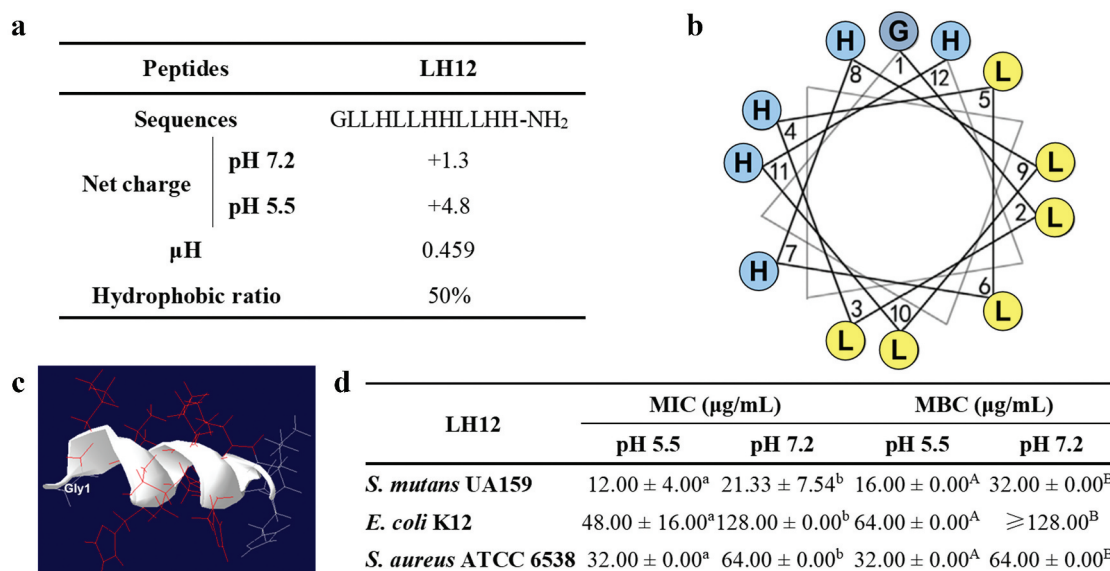 a
Peptides LH12
Sequences GLLHLLHHLLHH-NH₂
Net charge
pH 7.2 +1.3
pH 5.5 +4.8
μH 0.459
Hydrophobic ratio 50%
b
H G H
8 1 12 L
5
H
4
H 11
9 L
2 L
H 7
6 L
3 10
L L
c
Gly1
d
LH12 MIC (μg/mL) MBC (μg/mL)
pH 5.5 pH 7.2 pH 5.5 pH 7.2
S. mutans UA159 12.00 ± 4.00ᵃ 21.33 ± 7.54ᵇ 16.00 ± 0.00ᴬ 32.00 ± 0.00ᴮ
E. coli K12 48.00 ± 16.00ᵃ 128.00 ± 0.00ᵇ 64.00 ± 0.00ᴬ ⩾128.00ᴮ
S. aureus ATCC 6538 32.00 ± 0.00ᵃ 64.00 ± 0.00ᵇ 32.00 ± 0.00ᴬ 64.00 ± 0.00ᴮ